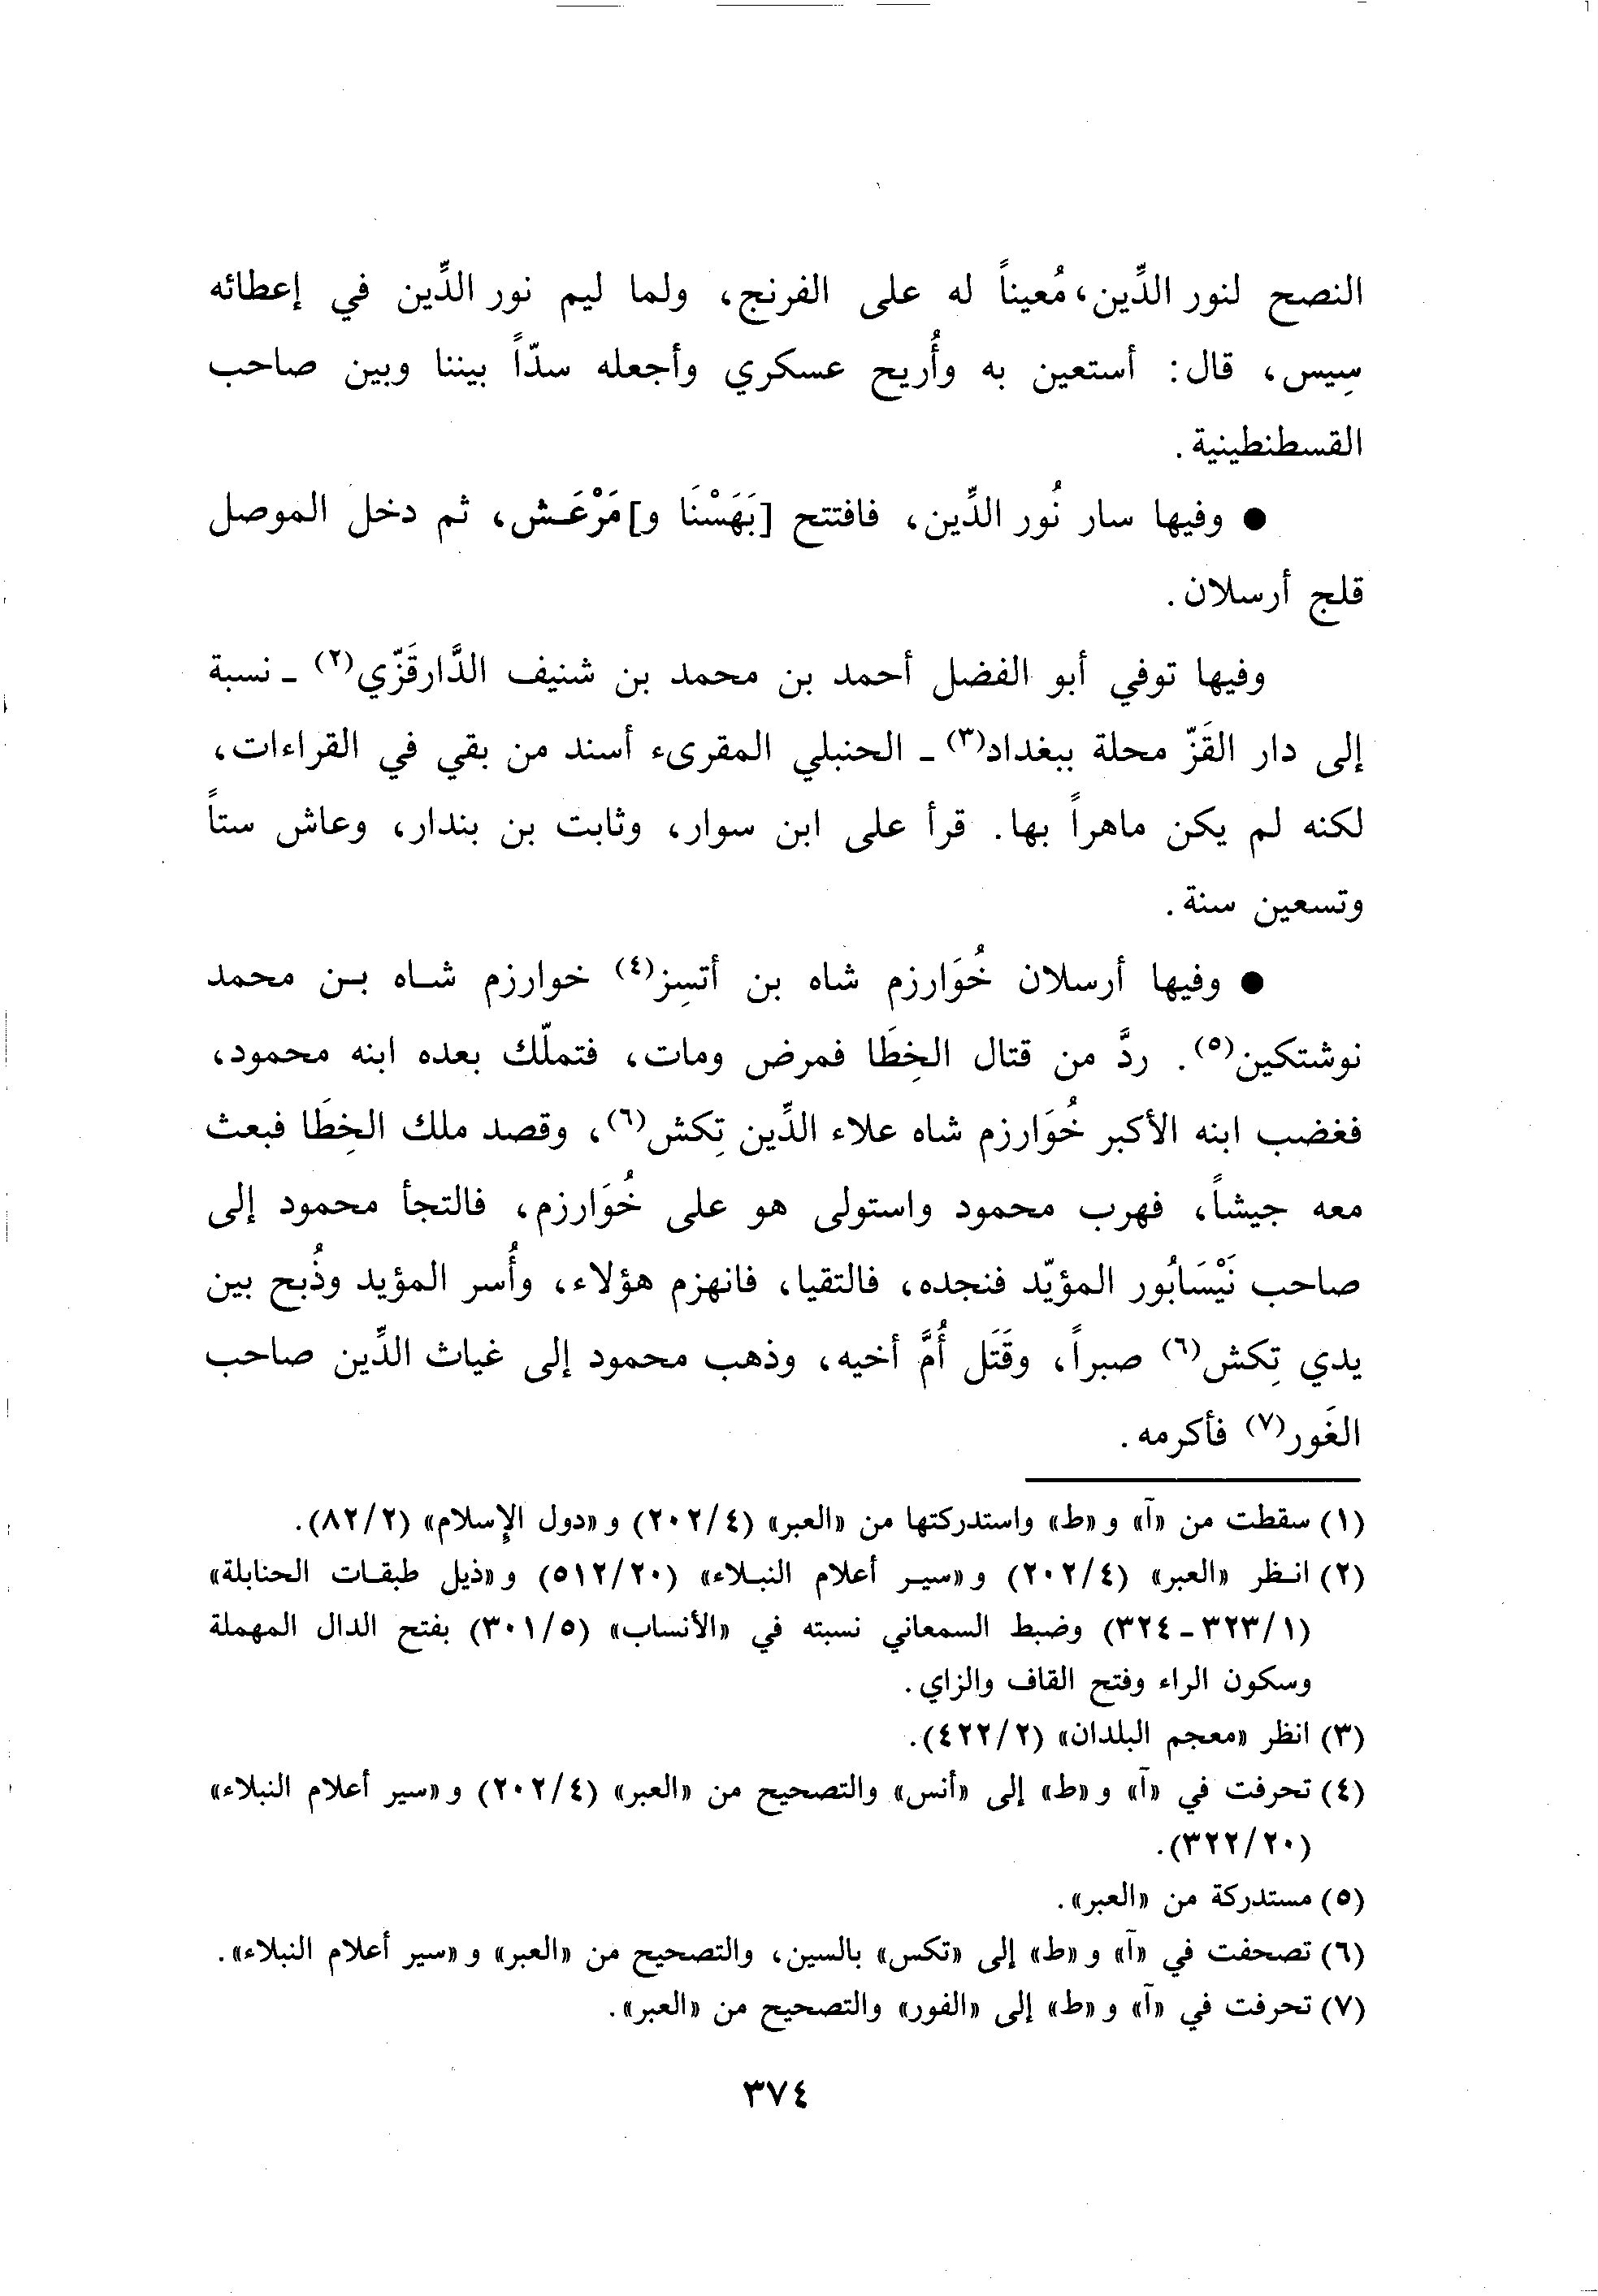 النصح لنور الدِّين، مُعيناً له على الفرنج، ولما ليم نور الدِّين في إعطائه
سِيس، قال: أستعين به وأُريح عسكري وأجعله سدّاً بيننا وبين صاحب
القسطنطينية.
● وفيها سار نُور الدِّين، فافتتح [بَهَسْنَا و]مَرْعَـش، ثم دخل الموصل
قلج أرسلان.
وفيها توفي أبو الفضل أحمد بن محمد بن شنيف الدَّارقَزّي(٢) ـ نسبة
إلى دار القَزّ محلة ببغداد(٣) ـ الحنبلي المقرىء أسند من بقي في القراءات،
لكنه لم يكن ماهراً بها. قرأ على ابن سوار، وثابت بن بندار، وعاش ستاً
وتسعين سنة.
● وفيها أرسلان خُوَارزم شاه بن أتسِز(٤) خوارزم شـاه بـن محمد
نوشتكين(٥). ردَّ من قتال الخِطَا فمرض ومات، فتملّك بعده ابنه محمود،
فغضب ابنه الأكبر خُوَارزم شاه علاء الدِّين تِكش(٦)، وقصد ملك الخِطَا فبعث
معه جيشاً، فهرب محمود واستولى هو على خُوَارزم، فالتجأ محمود إلى
صاحب نَيْسَابُور المؤيّد فنجده، فالتقيا، فانهزم هؤلاء، وأُسر المؤيد وذُبح بين
يدي تِكش(٦) صبراً، وقَتَل أُمَّ أخيه، وذهب محمود إلى غياث الدِّين صاحب
الغَور(٧) فأكرمه.
(١) سقطت من «آ» و «ط» واستدركتها من «العبر» (٢٠٢/٤) و «دول الإسلام» (٨٢/٢).
(٢) انـظر «العبر» (٢٠٢/٤) و «سيـر أعلام النبـلاء» (٥١٢/٢٠) و «ذيل طبقـات الحنابلة»
(٣٢٣/١ ـ ٣٢٤) وضبط السمعاني نسبته في «الأنساب» (٣٠١/٥) بفتح الدال المهملة
وسكون الراء وفتح القاف والزاي.
(٣) انظر «معجم البلدان» (٤٢٢/٢).
(٤) تحرفت في «آ» و «ط» إلى «أنس» والتصحيح من «العبر» (٢٠٢/٤) و «سير أعلام النبلاء»
(٣٢٢/٢٠).
(٥) مستدركة من «العبر».
(٦) تصحفت في «آ» و «ط» إلى «تكس» بالسين، والتصحيح من «العبر» و «سير أعلام النبلاء».
(٧) تحرفت في «آ» و «ط» إلى «الفور» والتصحيح من «العبر».
٣٧٤